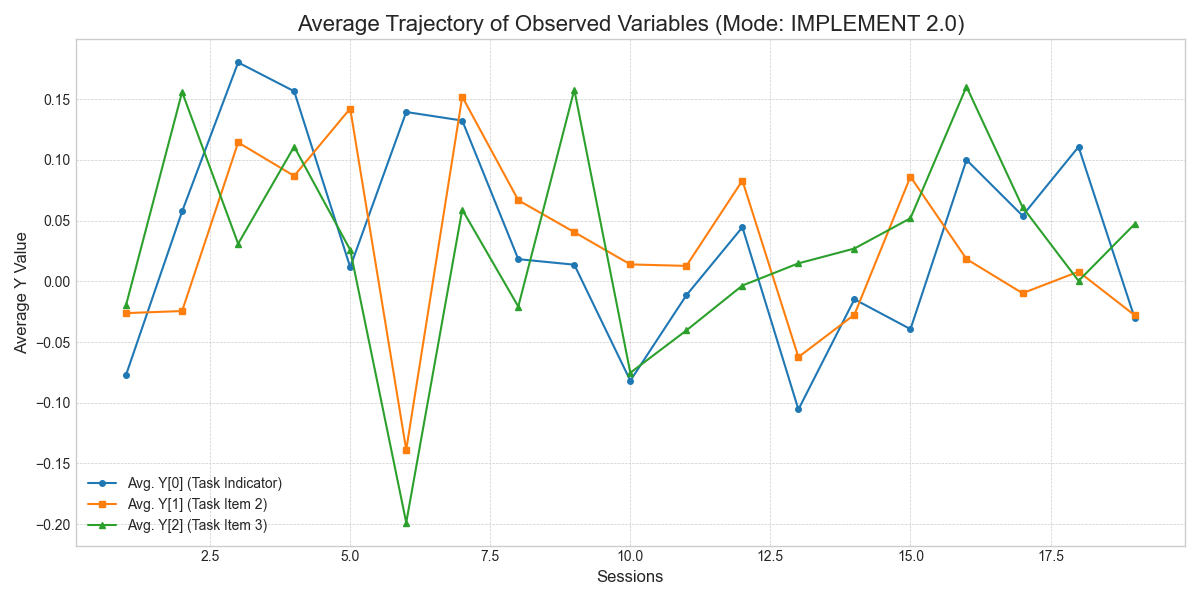 Average Trajectory of Observed Variables (Mode: IMPLEMENT 2.0)
Average Y Value
0.15
0.10
0.05
0.00
−0.05
−0.10
−0.15
−0.20
Avg. Y[0] (Task Indicator)
Avg. Y[1] (Task Item 2)
Avg. Y[2] (Task Item 3)
2.5 5.0 7.5 10.0 12.5 15.0 17.5
Sessions